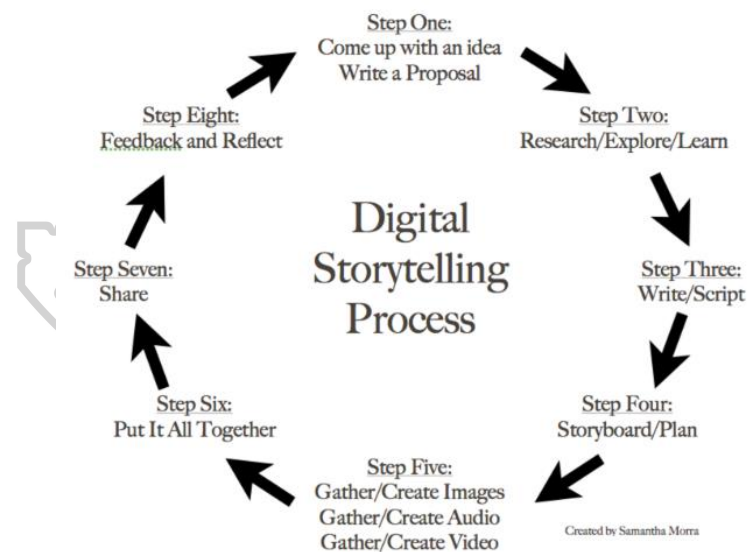 Step One:
Come up with an idea
Write a Proposal
Step Two:
Research/Explore/Learn
Step Three:
Write/Script
Step Four:
Storyboard/Plan
Step Five:
Gather/Create Images
Gather/Create Audio
Gather/Create Video
Step Six:
Put It All Together
Step Seven:
Share
Step Eight:
Feedback and Reflect
Digital
Storytelling
Process
Created by Samantha Morra